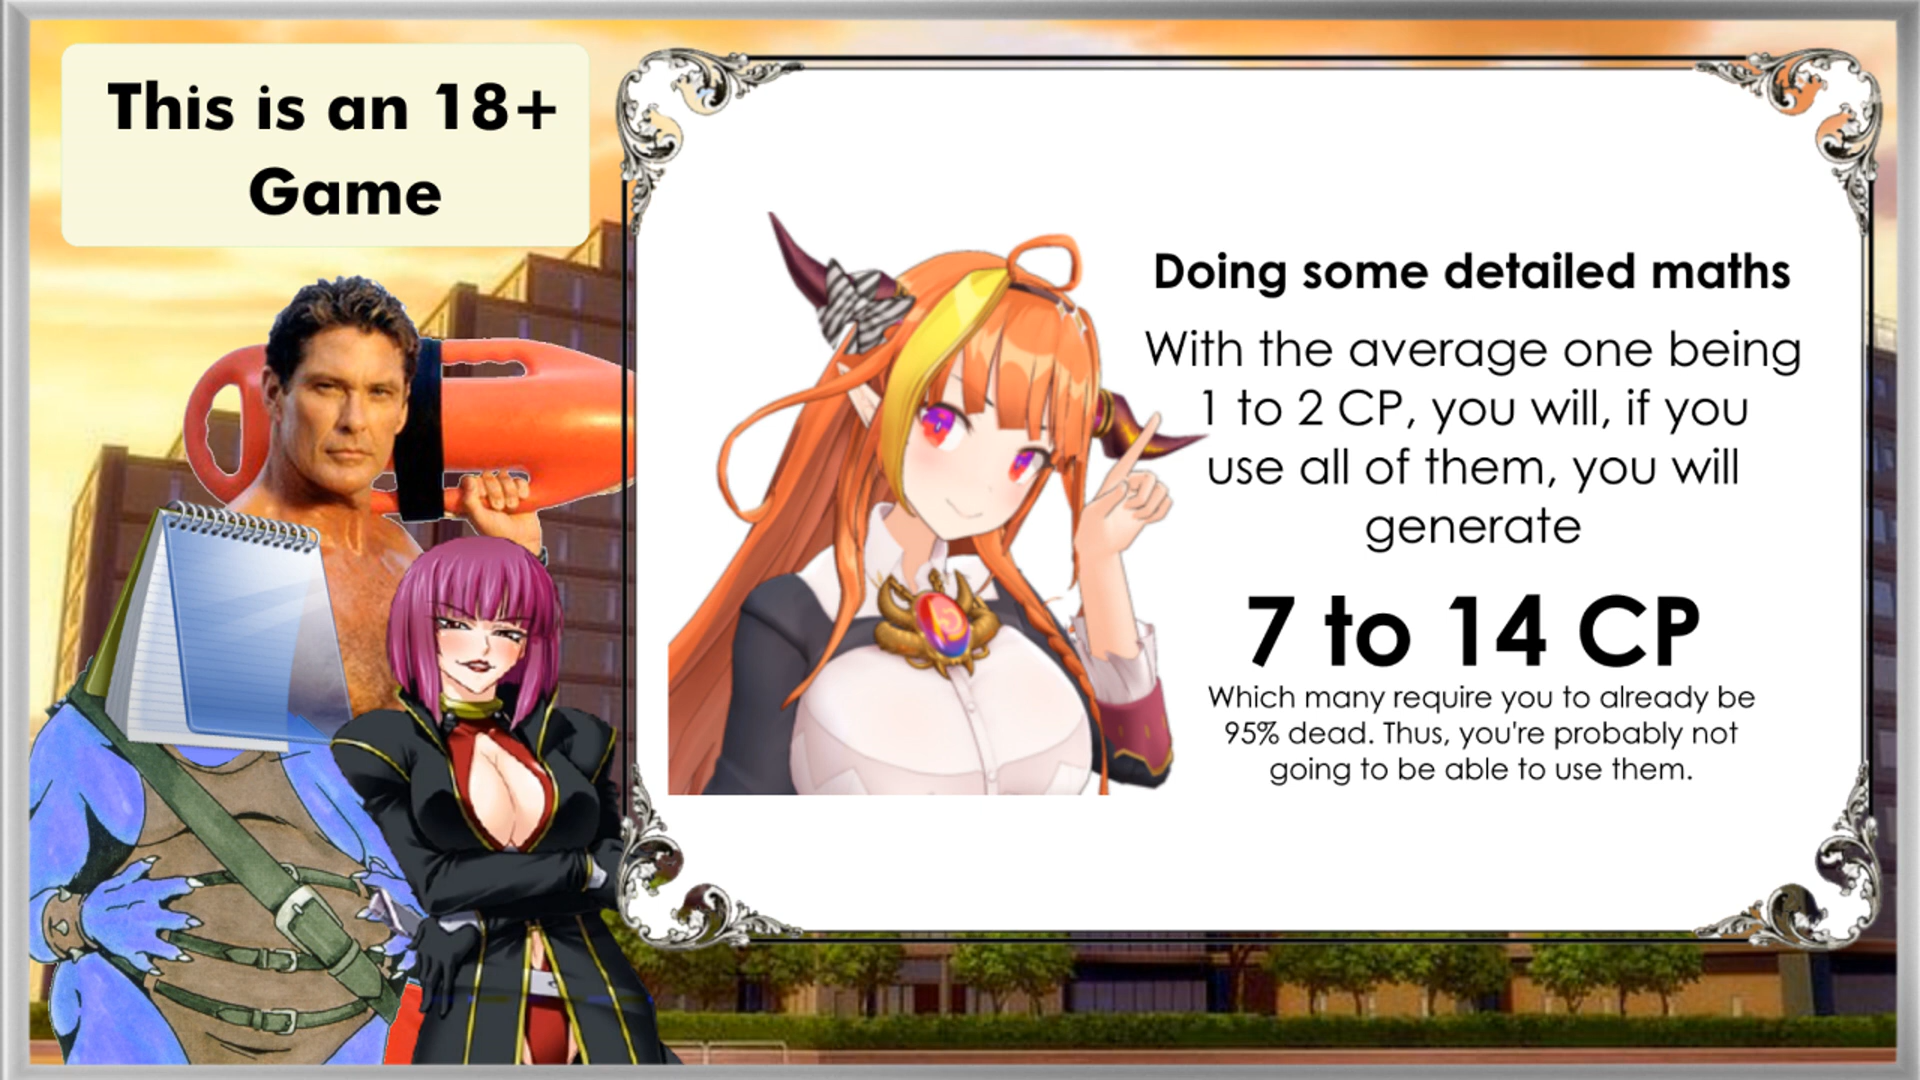 This is an 18+
Game
Doing some detailed maths
With the average one being
1 to 2 CP, you will, if you
use all of them, you will
generate
7 to 14 CP
Which many require you to already be
95% dead. Thus, you're probably not
going to be able to use them.